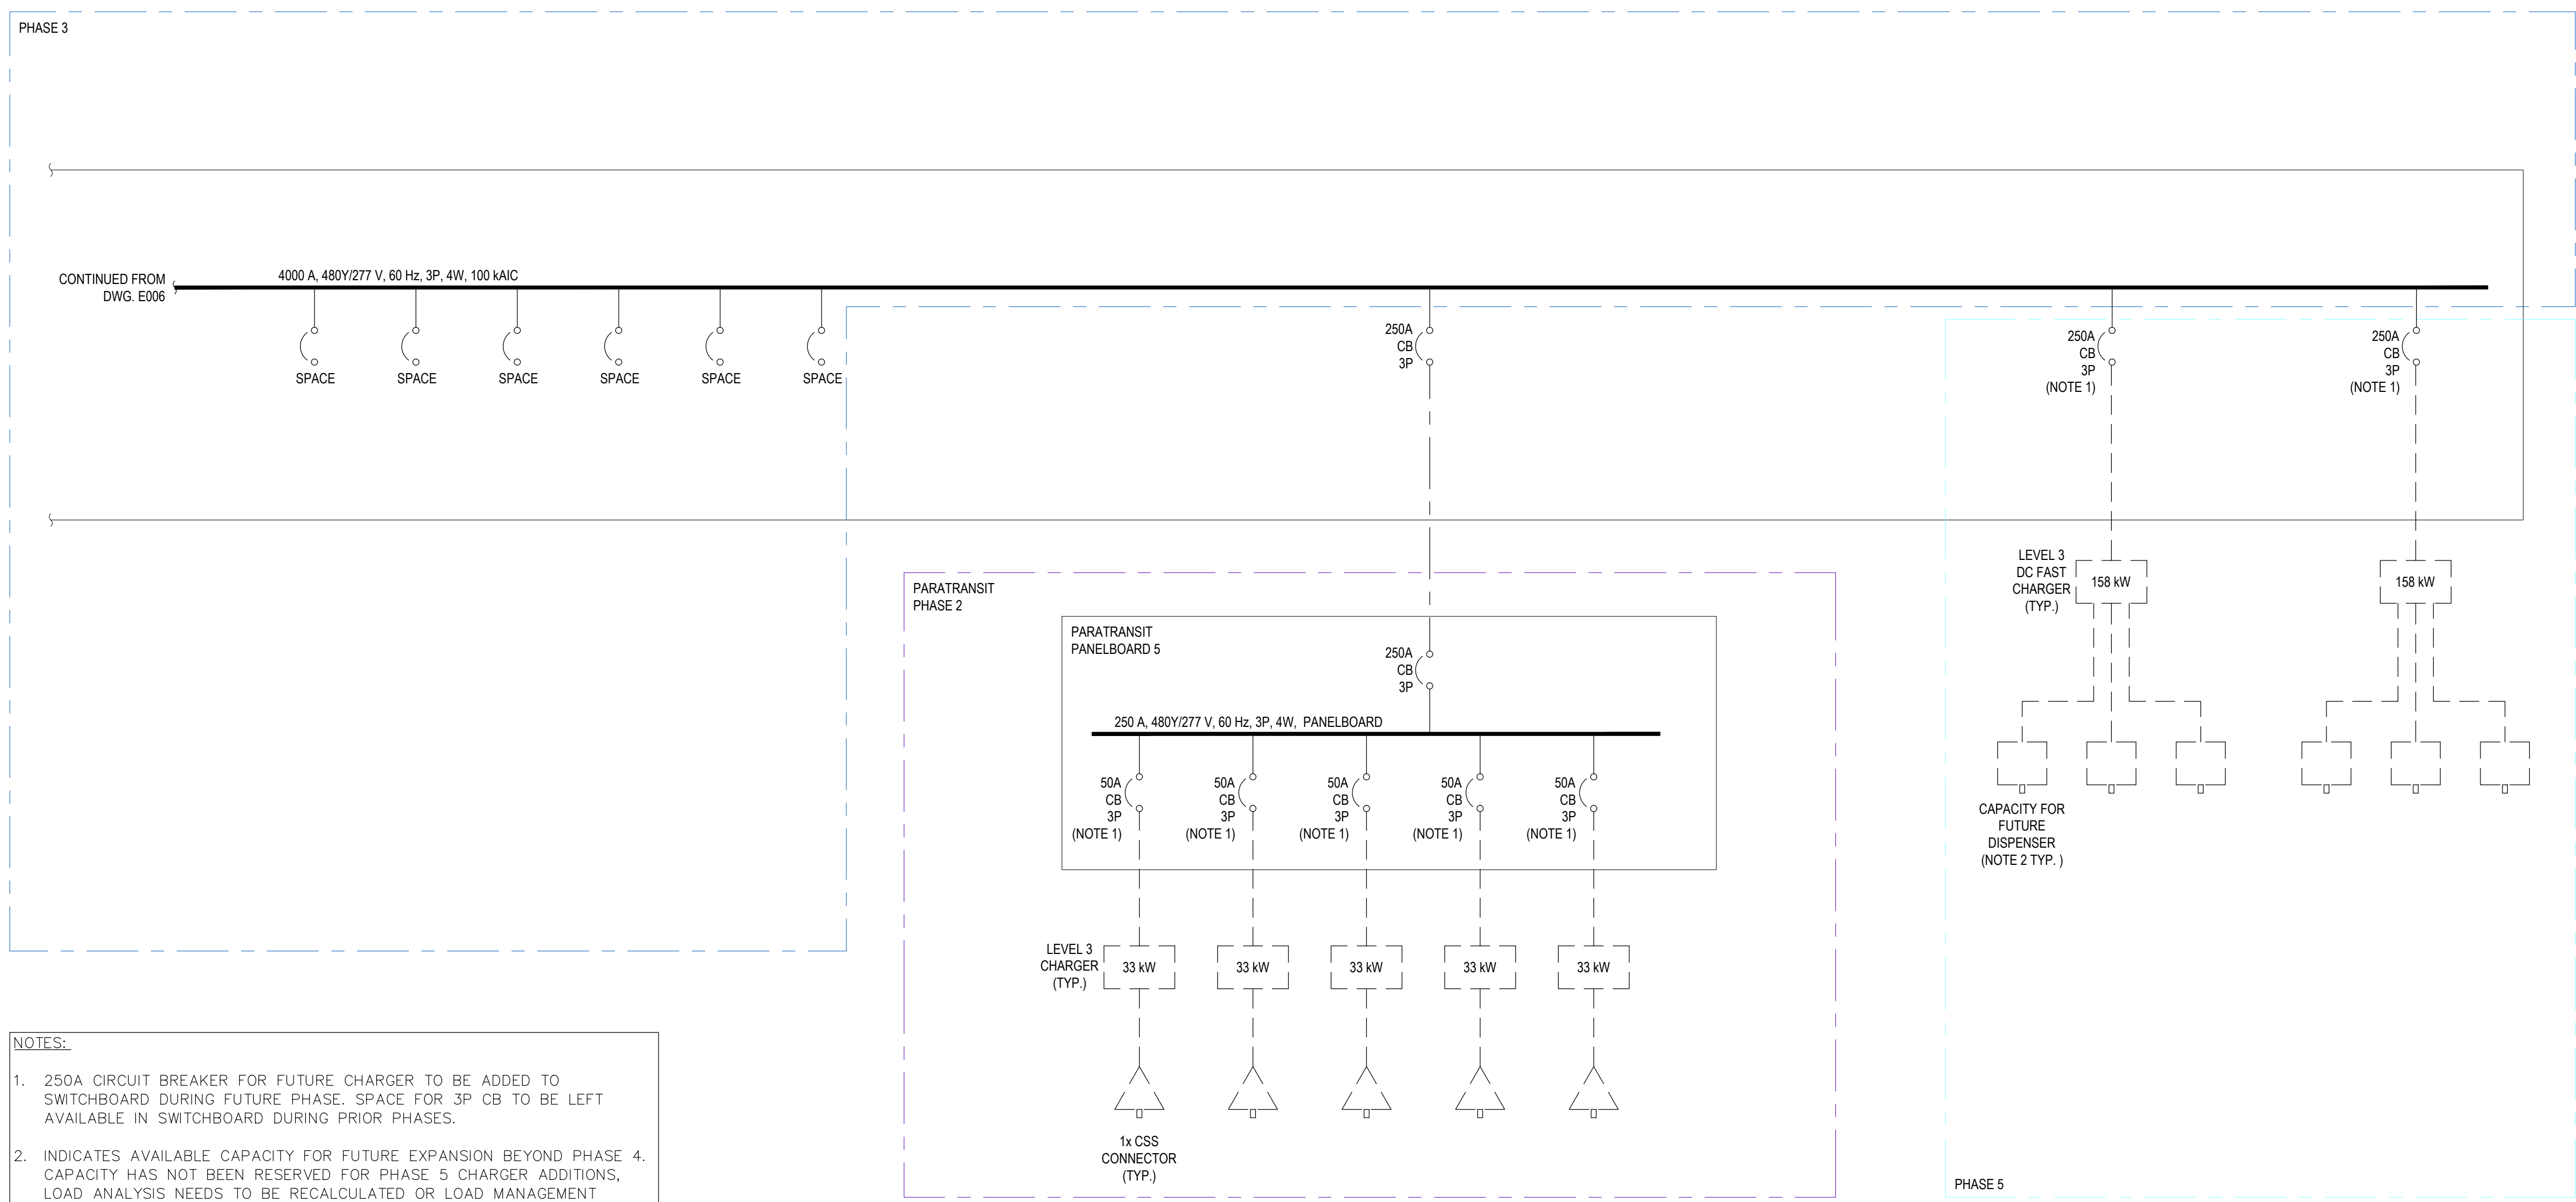 PHASE 3
CONTINUED FROM
DWG. E006
4000 A, 480Y/277 V, 60 Hz, 3P, 4W, 100 kAIC
SPACE
SPACE
SPACE
SPACE
SPACE
SPACE
250A
CB
3P
250A
CB
3P
(NOTE 1)
250A
CB
3P
(NOTE 1)
LEVEL 3
DC FAST
CHARGER
(TYP.)
158 kW
158 kW
CAPACITY FOR
FUTURE
DISPENSER
(NOTE 2 TYP. )
PHASE 5
PARATRANSIT
PHASE 2
PARATRANSIT
PANELBOARD 5
250A
CB
3P
250 A, 480Y/277 V, 60 Hz, 3P, 4W, PANELBOARD
50A
CB
3P
(NOTE 1)
50A
CB
3P
(NOTE 1)
50A
CB
3P
(NOTE 1)
50A
CB
3P
(NOTE 1)
50A
CB
3P
(NOTE 1)
LEVEL 3
CHARGER
(TYP.)
33 kW
33 kW
33 kW
33 kW
33 kW
1x CSS
CONNECTOR
(TYP.)
NOTES:
1. 250A CIRCUIT BREAKER FOR FUTURE CHARGER TO BE ADDED TO
SWITCHBOARD DURING FUTURE PHASE. SPACE FOR 3P CB TO BE LEFT
AVAILABLE IN SWITCHBOARD DURING PRIOR PHASES.
2. INDICATES AVAILABLE CAPACITY FOR FUTURE EXPANSION BEYOND PHASE 4.
CAPACITY HAS NOT BEEN RESERVED FOR PHASE 5 CHARGER ADDITIONS,
LOAD ANALYSIS NEEDS TO BE RECALCULATED OR LOAD MANAGEMENT